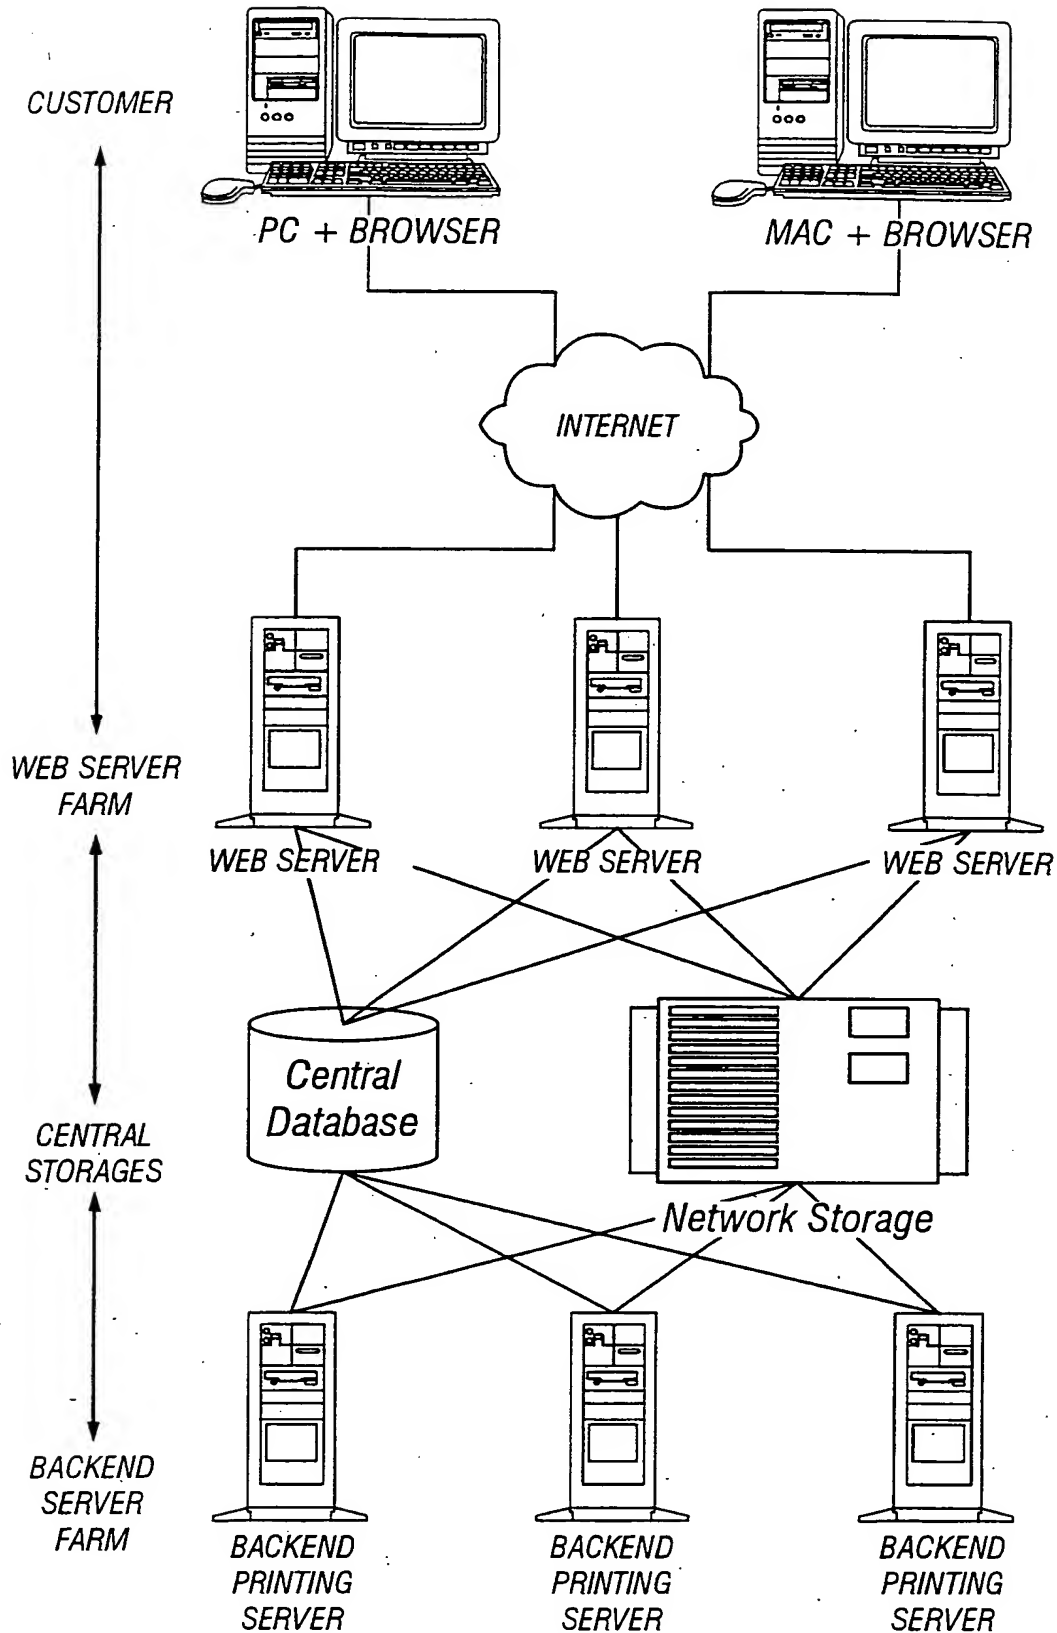 CUSTOMER
PC + BROWSER
MAC + BROWSER
INTERNET
WEB SERVER
FARM
WEB SERVER
WEB SERVER
WEB SERVER
Central
Database
CENTRAL
STORAGES
Network Storage
BACKEND
SERVER
FARM
BACKEND
PRINTING
SERVER
BACKEND
PRINTING
SERVER
BACKEND
PRINTING
SERVER